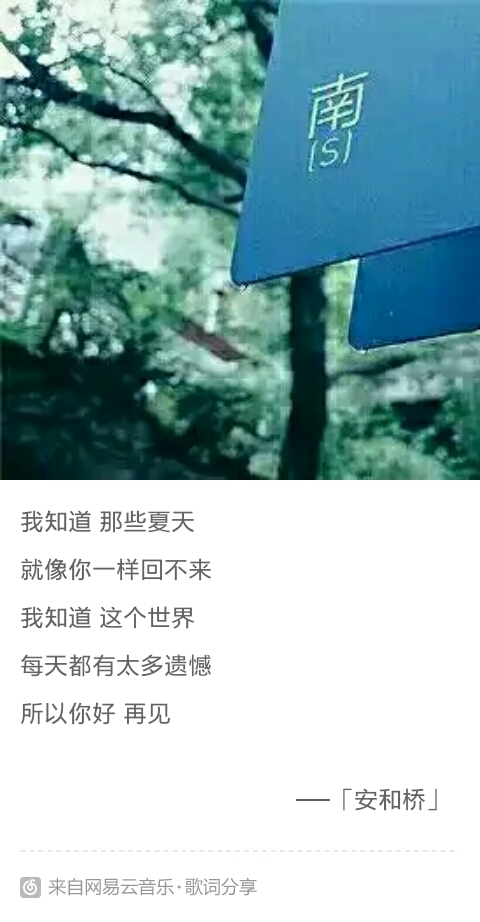 南
(S)
我知道 那些夏天
就像你一样回不来
我知道 这个世界
每天都有太多遗憾
所以你好 再见
——「安和桥」
来自网易云音乐·歌词分享